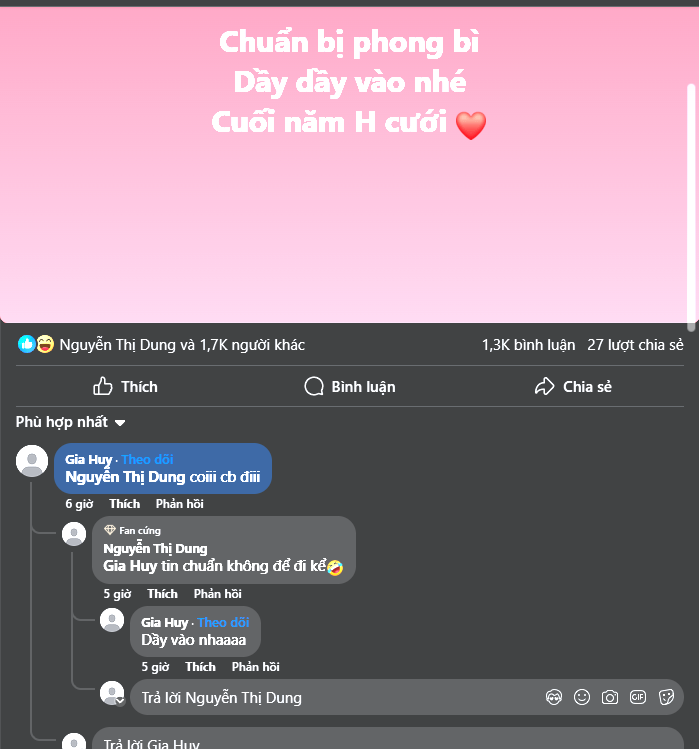 Chuẩn bị phong bì
Dầy dầy vào nhé
Cuối năm H cưới ❤️
Nguyễn Thị Dung và 1,7K người khác
1,3K bình luận 27 lượt chia sẻ
Thích Bình luận Chia sẻ
Phù hợp nhất
Gia Huy · Theo dõi
Nguyễn Thị Dung coiii cb điii
6 giờ Thích Phản hồi
Fan cứng
Nguyễn Thị Dung
Gia Huy tin chuẩn không để đi kể🤣
5 giờ Thích Phản hồi
Gia Huy · Theo dõi
Dầy vào nhaaaa
5 giờ Thích Phản hồi
Trả lời Nguyễn Thị Dung
GIF
Trả lời Gia Huy